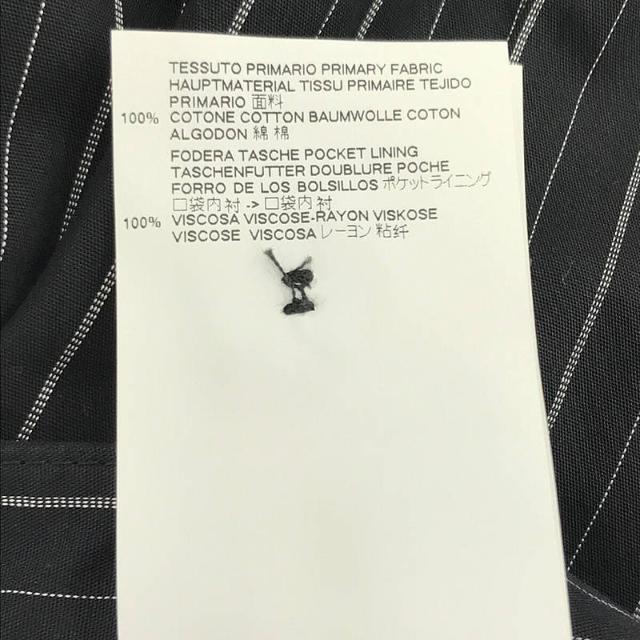 TESSUTO PRIMARIO PRIMARY FABRIC
HAUPTMATERIAL TISSU PRIMAIRE TEJIDO
PRIMARIO 面料
100% COTONE COTTON BAUMWOLLE COTON
ALGODON 綿 棉
FODERA TASCHE POCKET LINING
TASCHENFUTTER DOUBLURE POCHE
FORRO DE LOS BOLSILLOS ポケットライニング
口袋内衬 -> 口袋内衬
100% VISCOSA VISCOSE-RAYON VISKOSE
VISCOSE VISCOSA レーヨン 粘纤